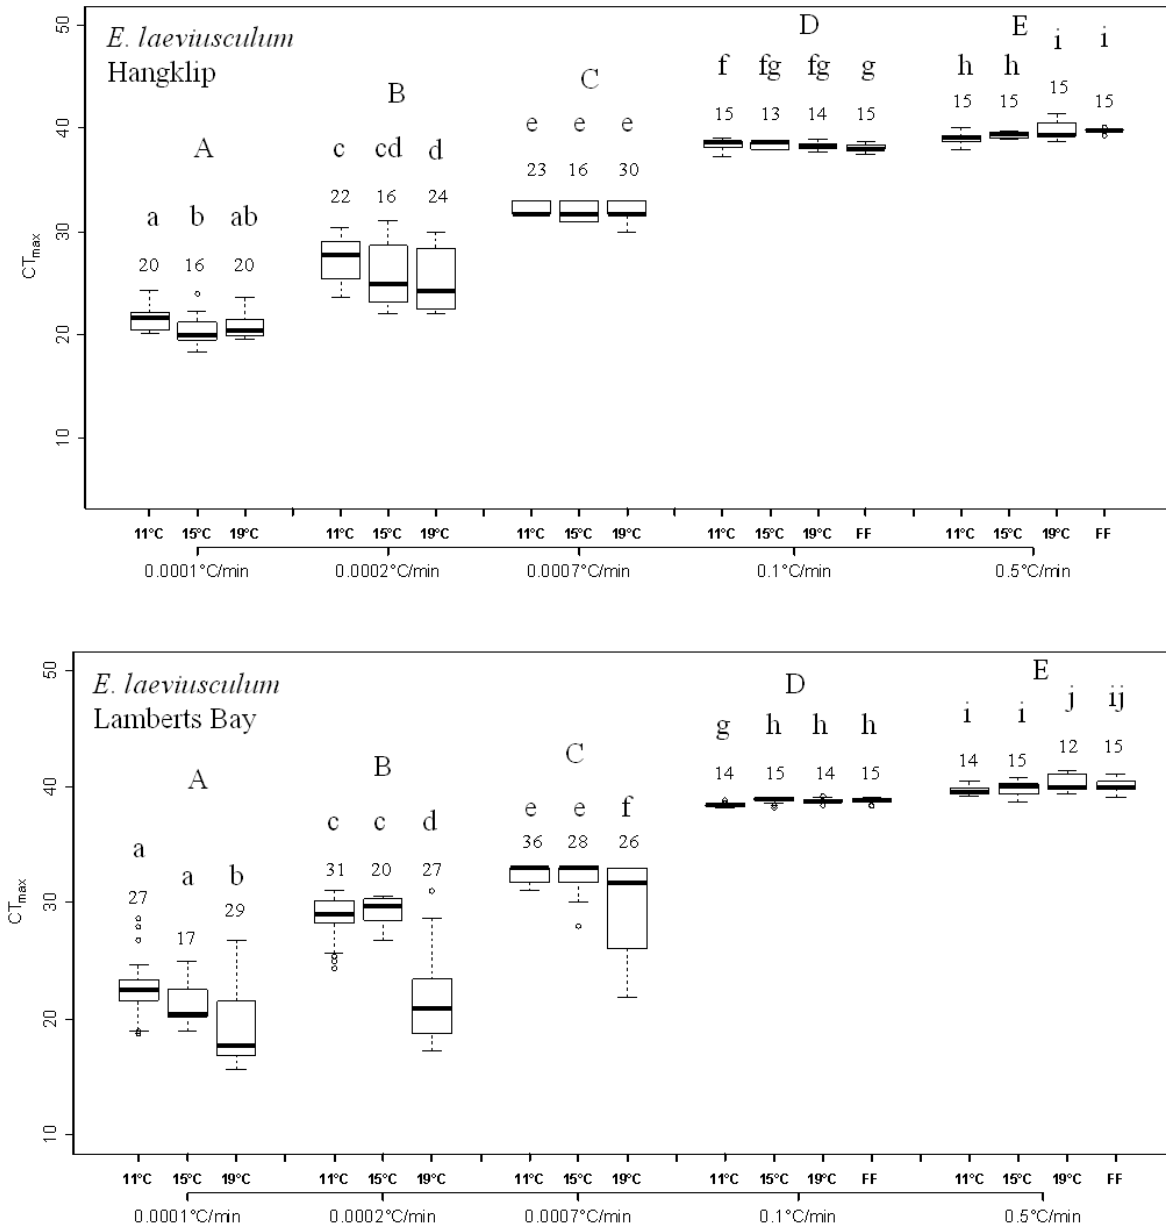 50
40
30
20
10
CTmax
E. laeviusculum
Hangklip
A
B
C
D
E
a b ab
c cd d
e e e
f fg fg g
h h i i
20 16 20
22 16 24
23 16 30
15 13 14 15
15 15 15 15
11°C 15°C 19°C 11°C 15°C 19°C 11°C 15°C 19°C 11°C 15°C 19°C FF 11°C 15°C 19°C FF
0.0001°C/min 0.0002°C/min 0.0007°C/min 0.1°C/min 0.5°C/min
50
40
30
20
10
CTmax
E. laeviusculum
Lamberts Bay
A
B
C
D
E
a a b
c c d
e e f
g h h h
i i j ij
27 17 29
31 20 27
36 28 26
14 15 14 15
14 15 12 15
11°C 15°C 19°C 11°C 15°C 19°C 11°C 15°C 19°C 11°C 15°C 19°C FF 11°C 15°C 19°C FF
0.0001°C/min 0.0002°C/min 0.0007°C/min 0.1°C/min 0.5°C/min